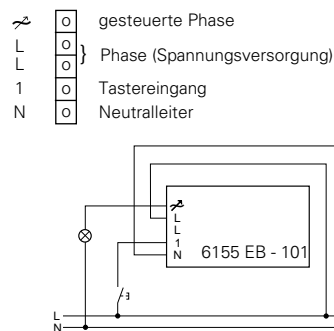 o gesteuerte Phase
L o
L o } Phase (Spannungsversorgung)
1 o Tastereingang
N o Neutralleiter
L
L
1
N 6155 EB - 101
L
N